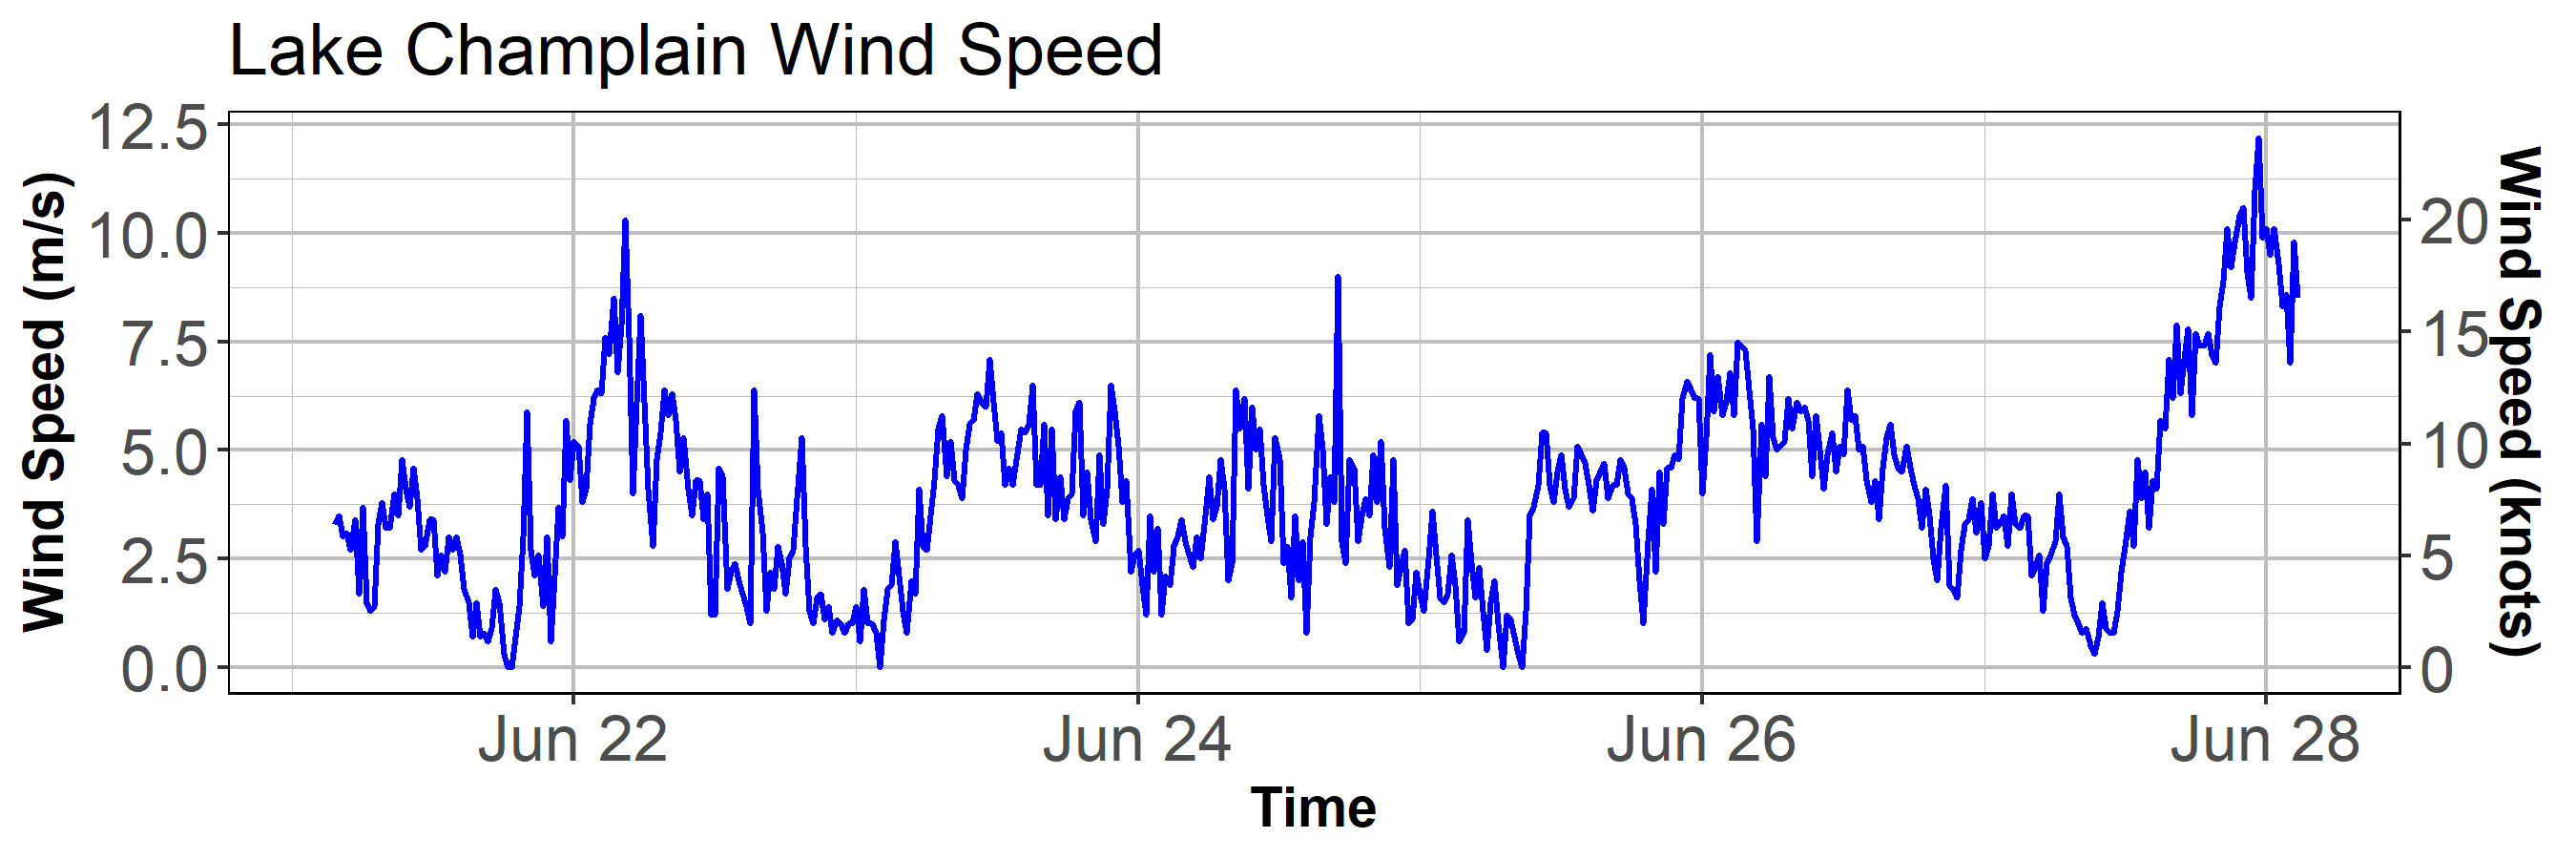 Lake Champlain Wind Speed
Wind Speed (m/s)
12.5
10.0
7.5
5.0
2.5
0.0
Wind Speed (knots)
20
15
10
5
0
Jun 22
Jun 24
Jun 26
Jun 28
Time